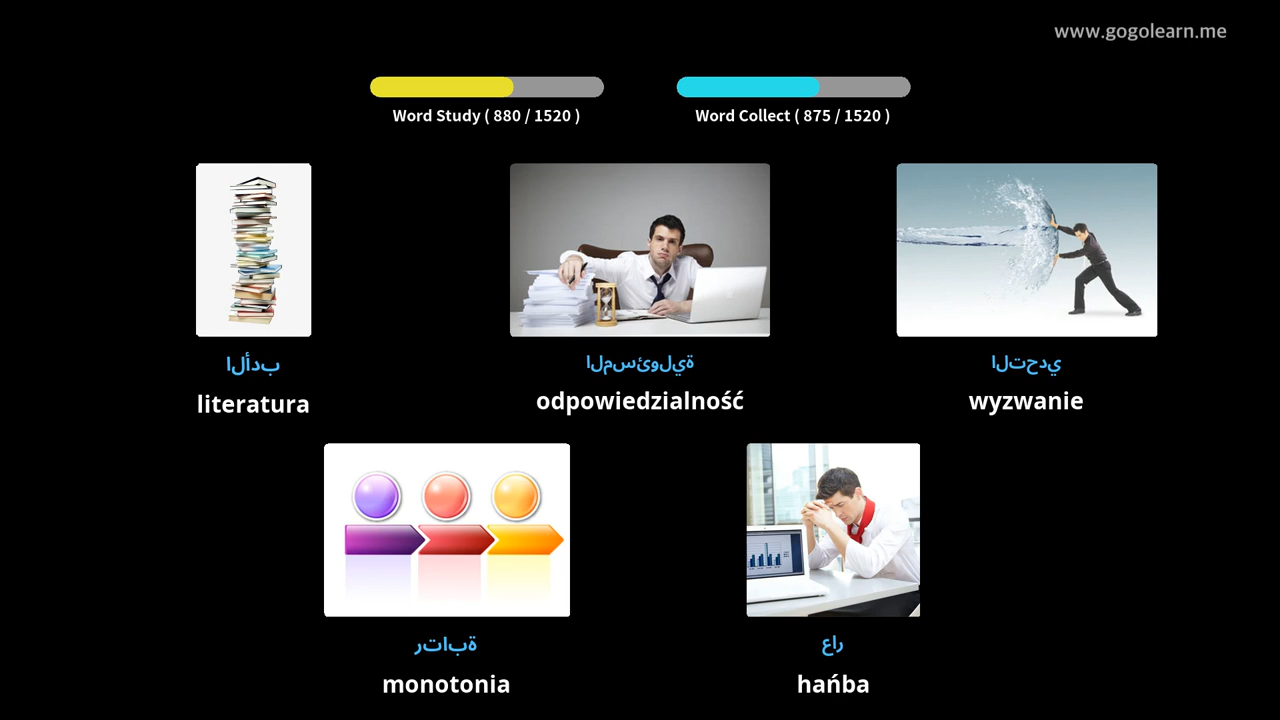 www.gogolearn.me
Word Study ( 880 / 1520 )
Word Collect ( 875 / 1520 )
الأدب
المسئولية
التحدي
literatura
odpowiedzialność
wyzwanie
رتابة
عار
monotonia
hańba